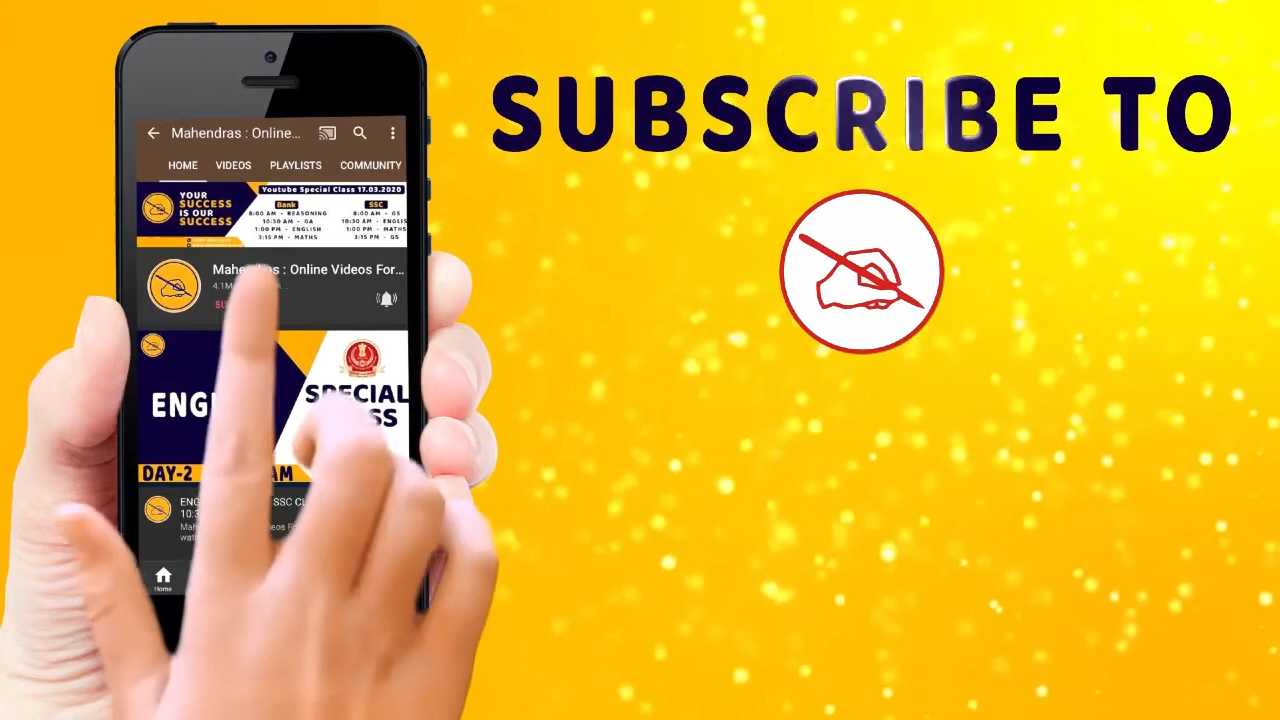 SUBSCRIBE TO
Mahendras : Online...
HOME VIDEOS PLAYLISTS COMMUNITY
Youtube Special Class 17.03.2020
YOUR
SUCCESS
IS OUR
SUCCESS
Bank SSC
8:00 AM - REASONING 8:00 AM - GS
10:30 AM - GA 10:30 AM - ENGLIS
1:00 PM - ENGLISH 1:00 PM - MATHS
3:15 PM - MATHS 3:15 PM - GS
: Online Videos For...
4.1M
SPECIAL
DAY-2
SSC
Home